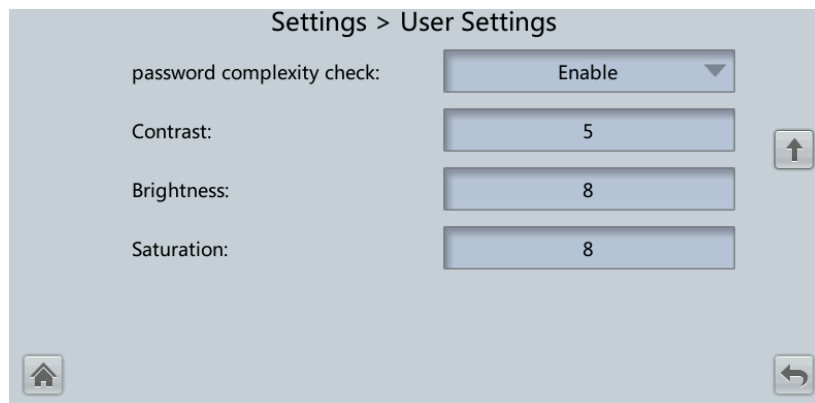 Settings > User Settings
password complexity check: Enable
Contrast: 5
Brightness: 8
Saturation: 8